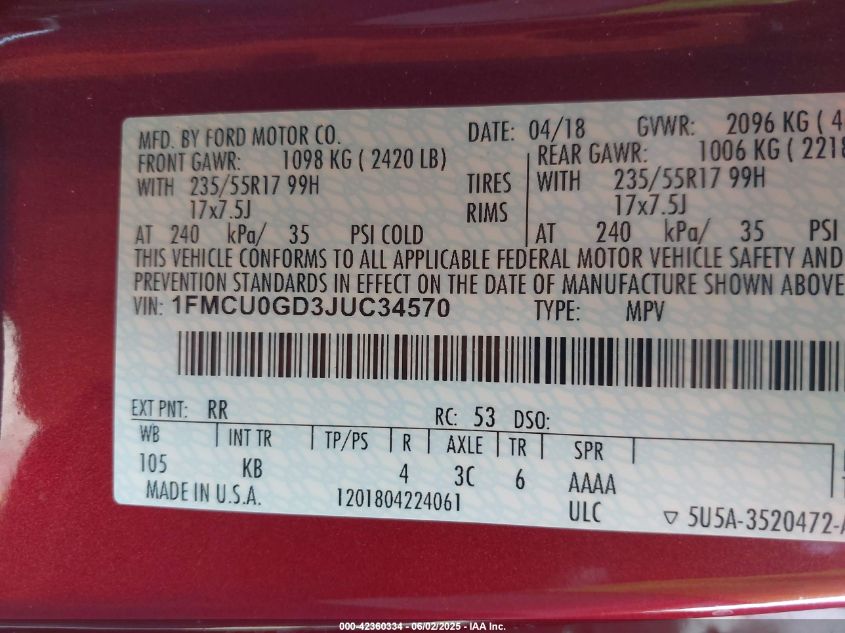 MFD. BY FORD MOTOR CO. DATE: 04/18 GVWR: 2096 KG ( 4
FRONT GAWR: 1098 KG ( 2420 LB) REAR GAWR: 1006 KG ( 2218
WITH 235/55R17 99H TIRES WITH 235/55R17 99H
17x7.5J RIMS 17x7.5J
AT 240 kPa/ 35 PSI COLD AT 240 kPa/ 35 PSI
THIS VEHICLE CONFORMS TO ALL APPLICABLE FEDERAL MOTOR VEHICLE SAFETY AND
PREVENTION STANDARDS IN EFFECT ON THE DATE OF MANUFACTURE SHOWN ABOVE
VIN: 1FMCU0GD3JUC34570 TYPE: MPV
EXT PNT: RR RC: 53 DSO:
WB INT TR TP/PS R AXLE TR SPR
105 KB 4 3C 6 AAAA
MADE IN U.S.A. 1201804224061 ULC ▽ 5U5A-3520472-A
000-42360334 - 06/02/2025 - IAA Inc.